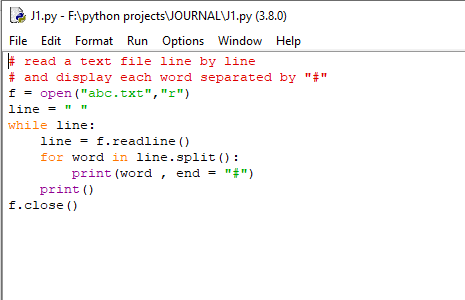 J1.py - F:\python projects\JOURNAL\J1.py (3.8.0)
File Edit Format Run Options Window Help
# read a text file line by line
# and display each word separated by "#"
f = open("abc.txt","r")
line = " "
while line:
    line = f.readline()
    for word in line.split():
        print(word , end = "#")
    print()
f.close()